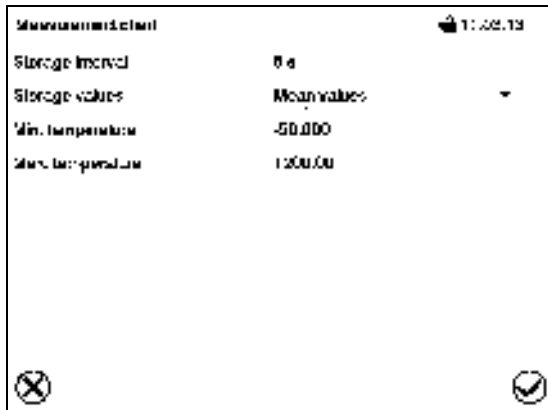 Measurement chart
Storage interval
Storage values Mean values
Min. temperature -50.000
Max. temperature 1200.00